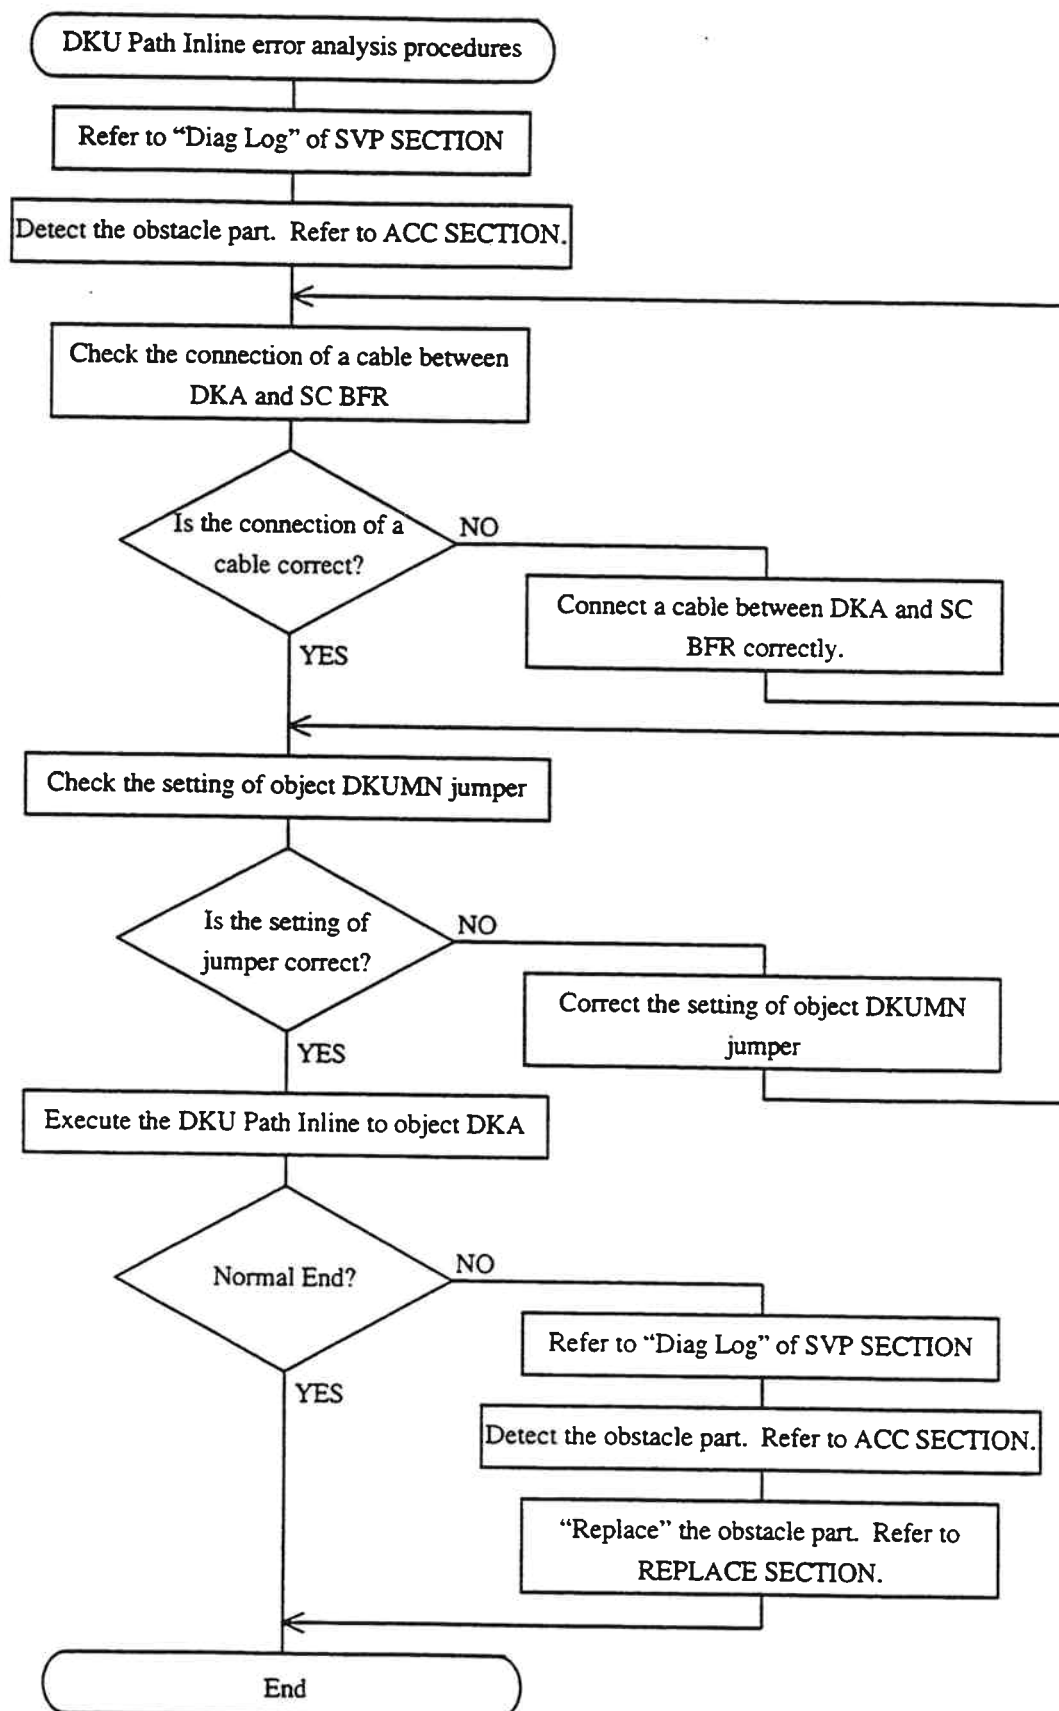 DKU Path Inline error analysis procedures
Refer to “Diag Log” of SVP SECTION
Detect the obstacle part. Refer to ACC SECTION.
Check the connection of a cable between
DKA and SC BFR
Is the connection of a
cable correct?
NO
Connect a cable between DKA and SC
BFR correctly.
YES
Check the setting of object DKUMN jumper
Is the setting of
jumper correct?
NO
Correct the setting of object DKUMN
jumper
YES
Execute the DKU Path Inline to object DKA
Normal End?
NO
Refer to “Diag Log” of SVP SECTION
YES
Detect the obstacle part. Refer to ACC SECTION.
“Replace” the obstacle part. Refer to
REPLACE SECTION.
End